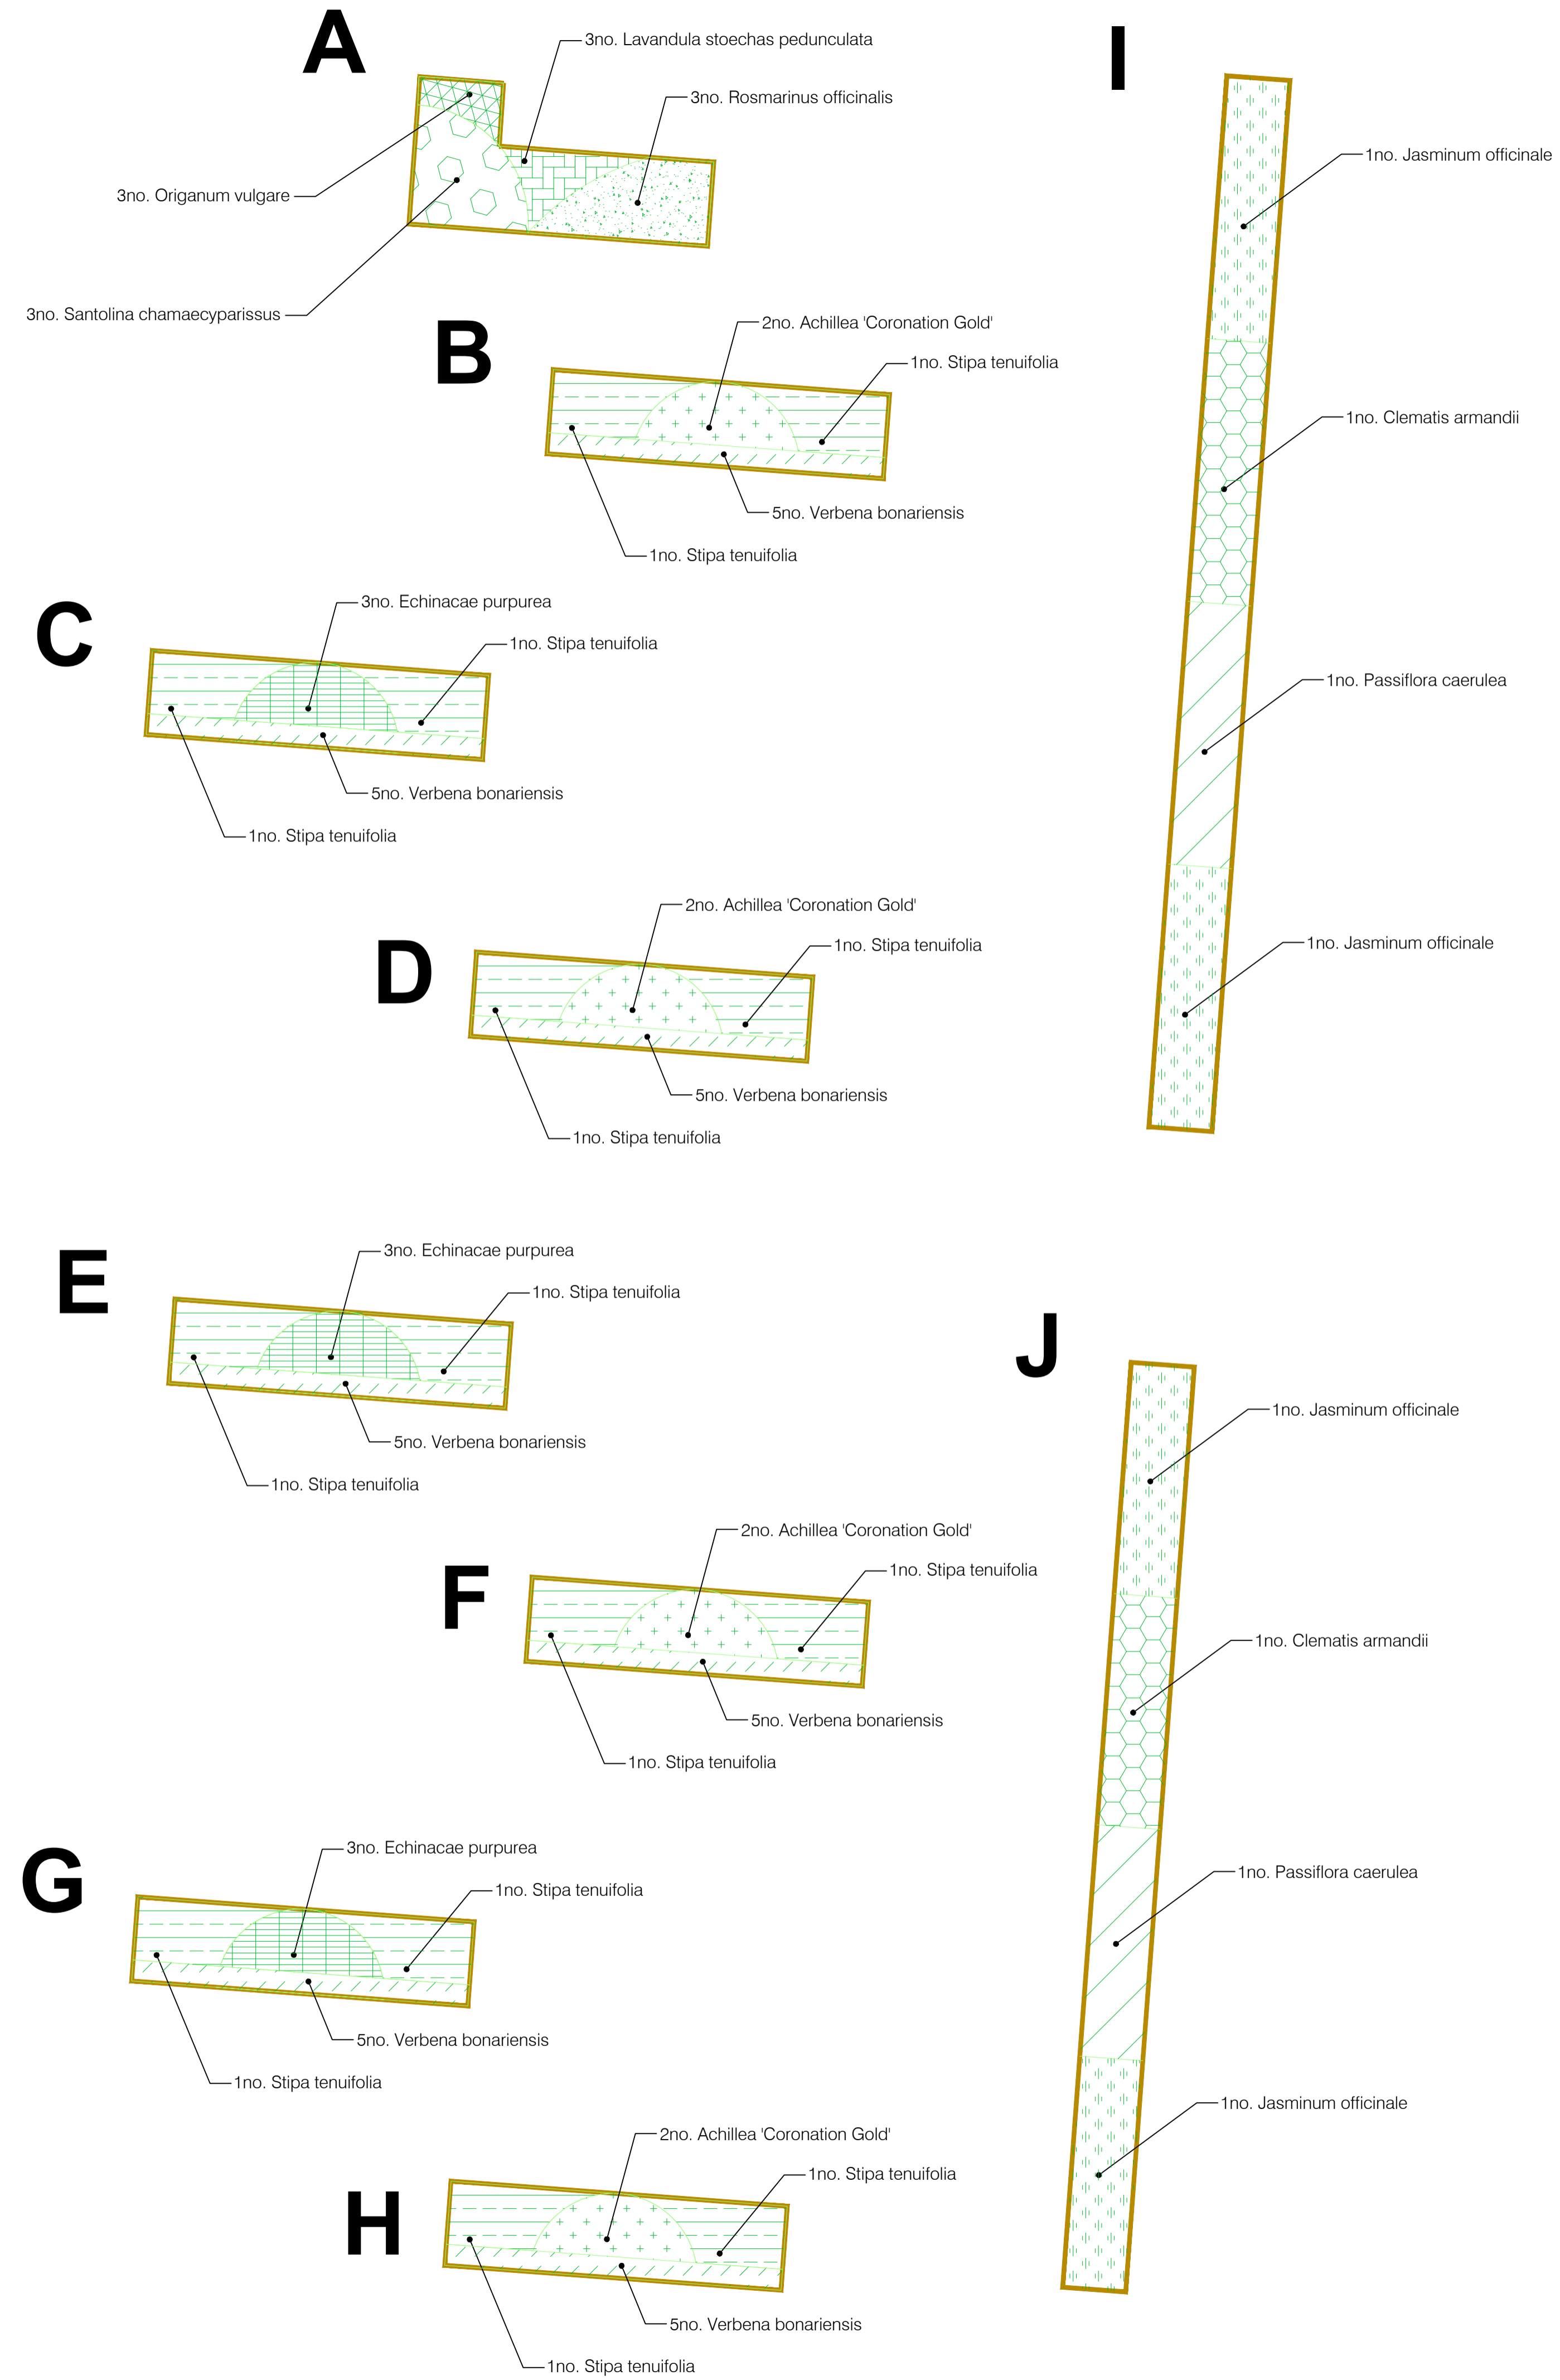 A
3no. Lavandula stoechas pedunculata
3no. Rosmarinus officinalis
3no. Origanum vulgare
3no. Santolina chamaecyparissus
B
2no. Achillea 'Coronation Gold'
1no. Stipa tenuifolia
5no. Verbena bonariensis
1no. Stipa tenuifolia
C
3no. Echinacae purpurea
1no. Stipa tenuifolia
5no. Verbena bonariensis
1no. Stipa tenuifolia
D
2no. Achillea 'Coronation Gold'
1no. Stipa tenuifolia
5no. Verbena bonariensis
1no. Stipa tenuifolia
E
3no. Echinacae purpurea
1no. Stipa tenuifolia
5no. Verbena bonariensis
1no. Stipa tenuifolia
F
2no. Achillea 'Coronation Gold'
1no. Stipa tenuifolia
5no. Verbena bonariensis
1no. Stipa tenuifolia
G
3no. Echinacae purpurea
1no. Stipa tenuifolia
5no. Verbena bonariensis
1no. Stipa tenuifolia
H
2no. Achillea 'Coronation Gold'
1no. Stipa tenuifolia
5no. Verbena bonariensis
1no. Stipa tenuifolia
I
1no. Jasminum officinale
1no. Clematis armandii
1no. Passiflora caerulea
1no. Jasminum officinale
J
1no. Jasminum officinale
1no. Clematis armandii
1no. Passiflora caerulea
1no. Jasminum officinale